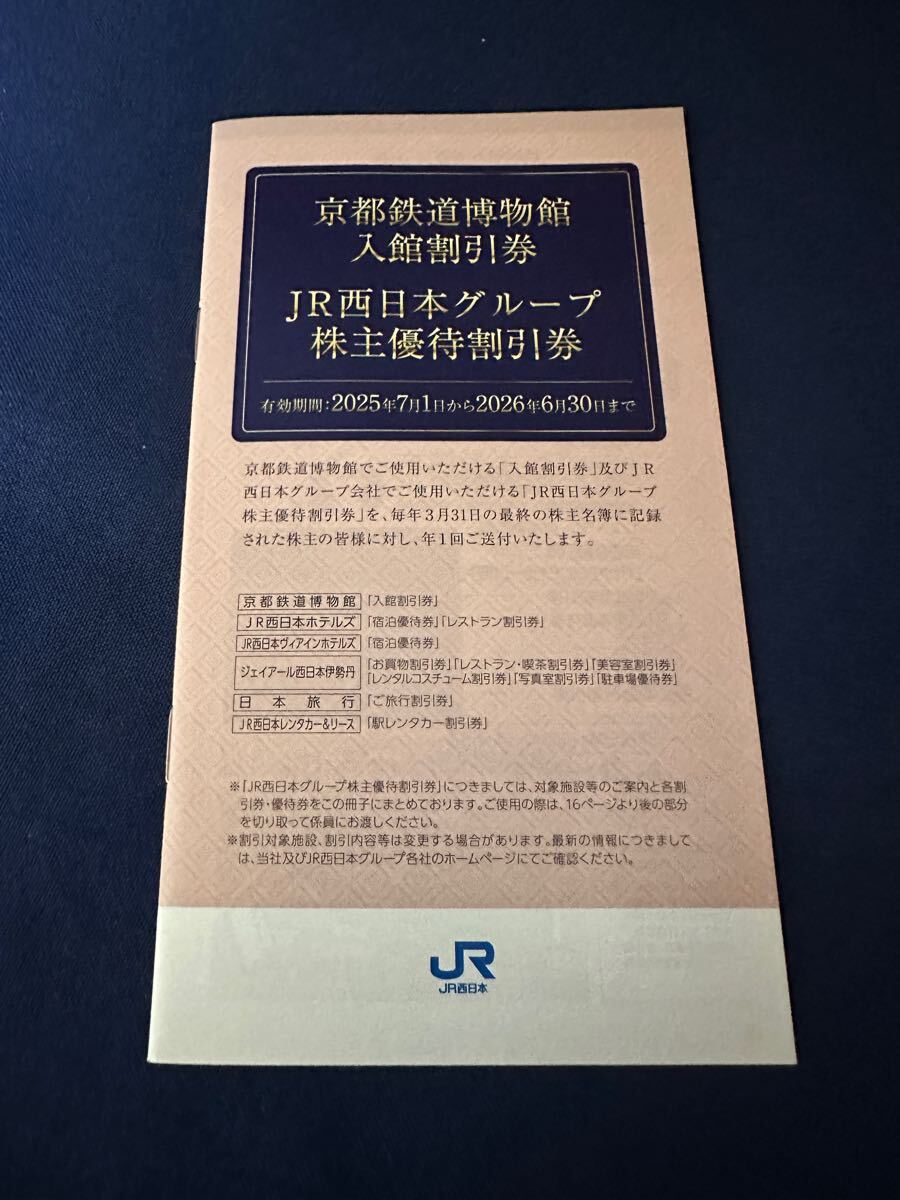 京都鉄道博物館
入館割引券
JR西日本グループ
株主優待割引券
有効期間：2025年7月1日から2026年6月30日まで
京都鉄道博物館でご使用いただける「入館割引券」及びJR
西日本グループ会社でご使用いただける「JR西日本グループ
株主優待割引券」を、毎年3月31日の最終の株主名簿に記録
された株主の皆様に対し、年1回ご送付いたします。
京都鉄道博物館 「入館割引券」
JR西日本ホテルズ 「宿泊優待券」「レストラン割引券」
JR西日本ヴィアインホテルズ 「宿泊優待券」
ジェイアール西日本伊勢丹 「お買物割引券」「レストラン・喫茶割引券」「美容室割引券」
「レンタルコスチューム割引券」「写真室割引券」「駐車場優待券」
日本旅行 「ご旅行割引券」
JR西日本レンタカー&リース 「駅レンタカー割引券」
※「JR西日本グループ株主優待割引券」につきましては、対象施設等のご案内と各割
引券・優待券をこの冊子にまとめております。ご使用の際は、16ページより後の部分
を切り取って係員にお渡しください。
※割引対象施設、割引内容等は変更する場合があります。最新の情報につきまして
は、当社及びJR西日本グループ各社のホームページにてご確認ください。
JR
JR西日本